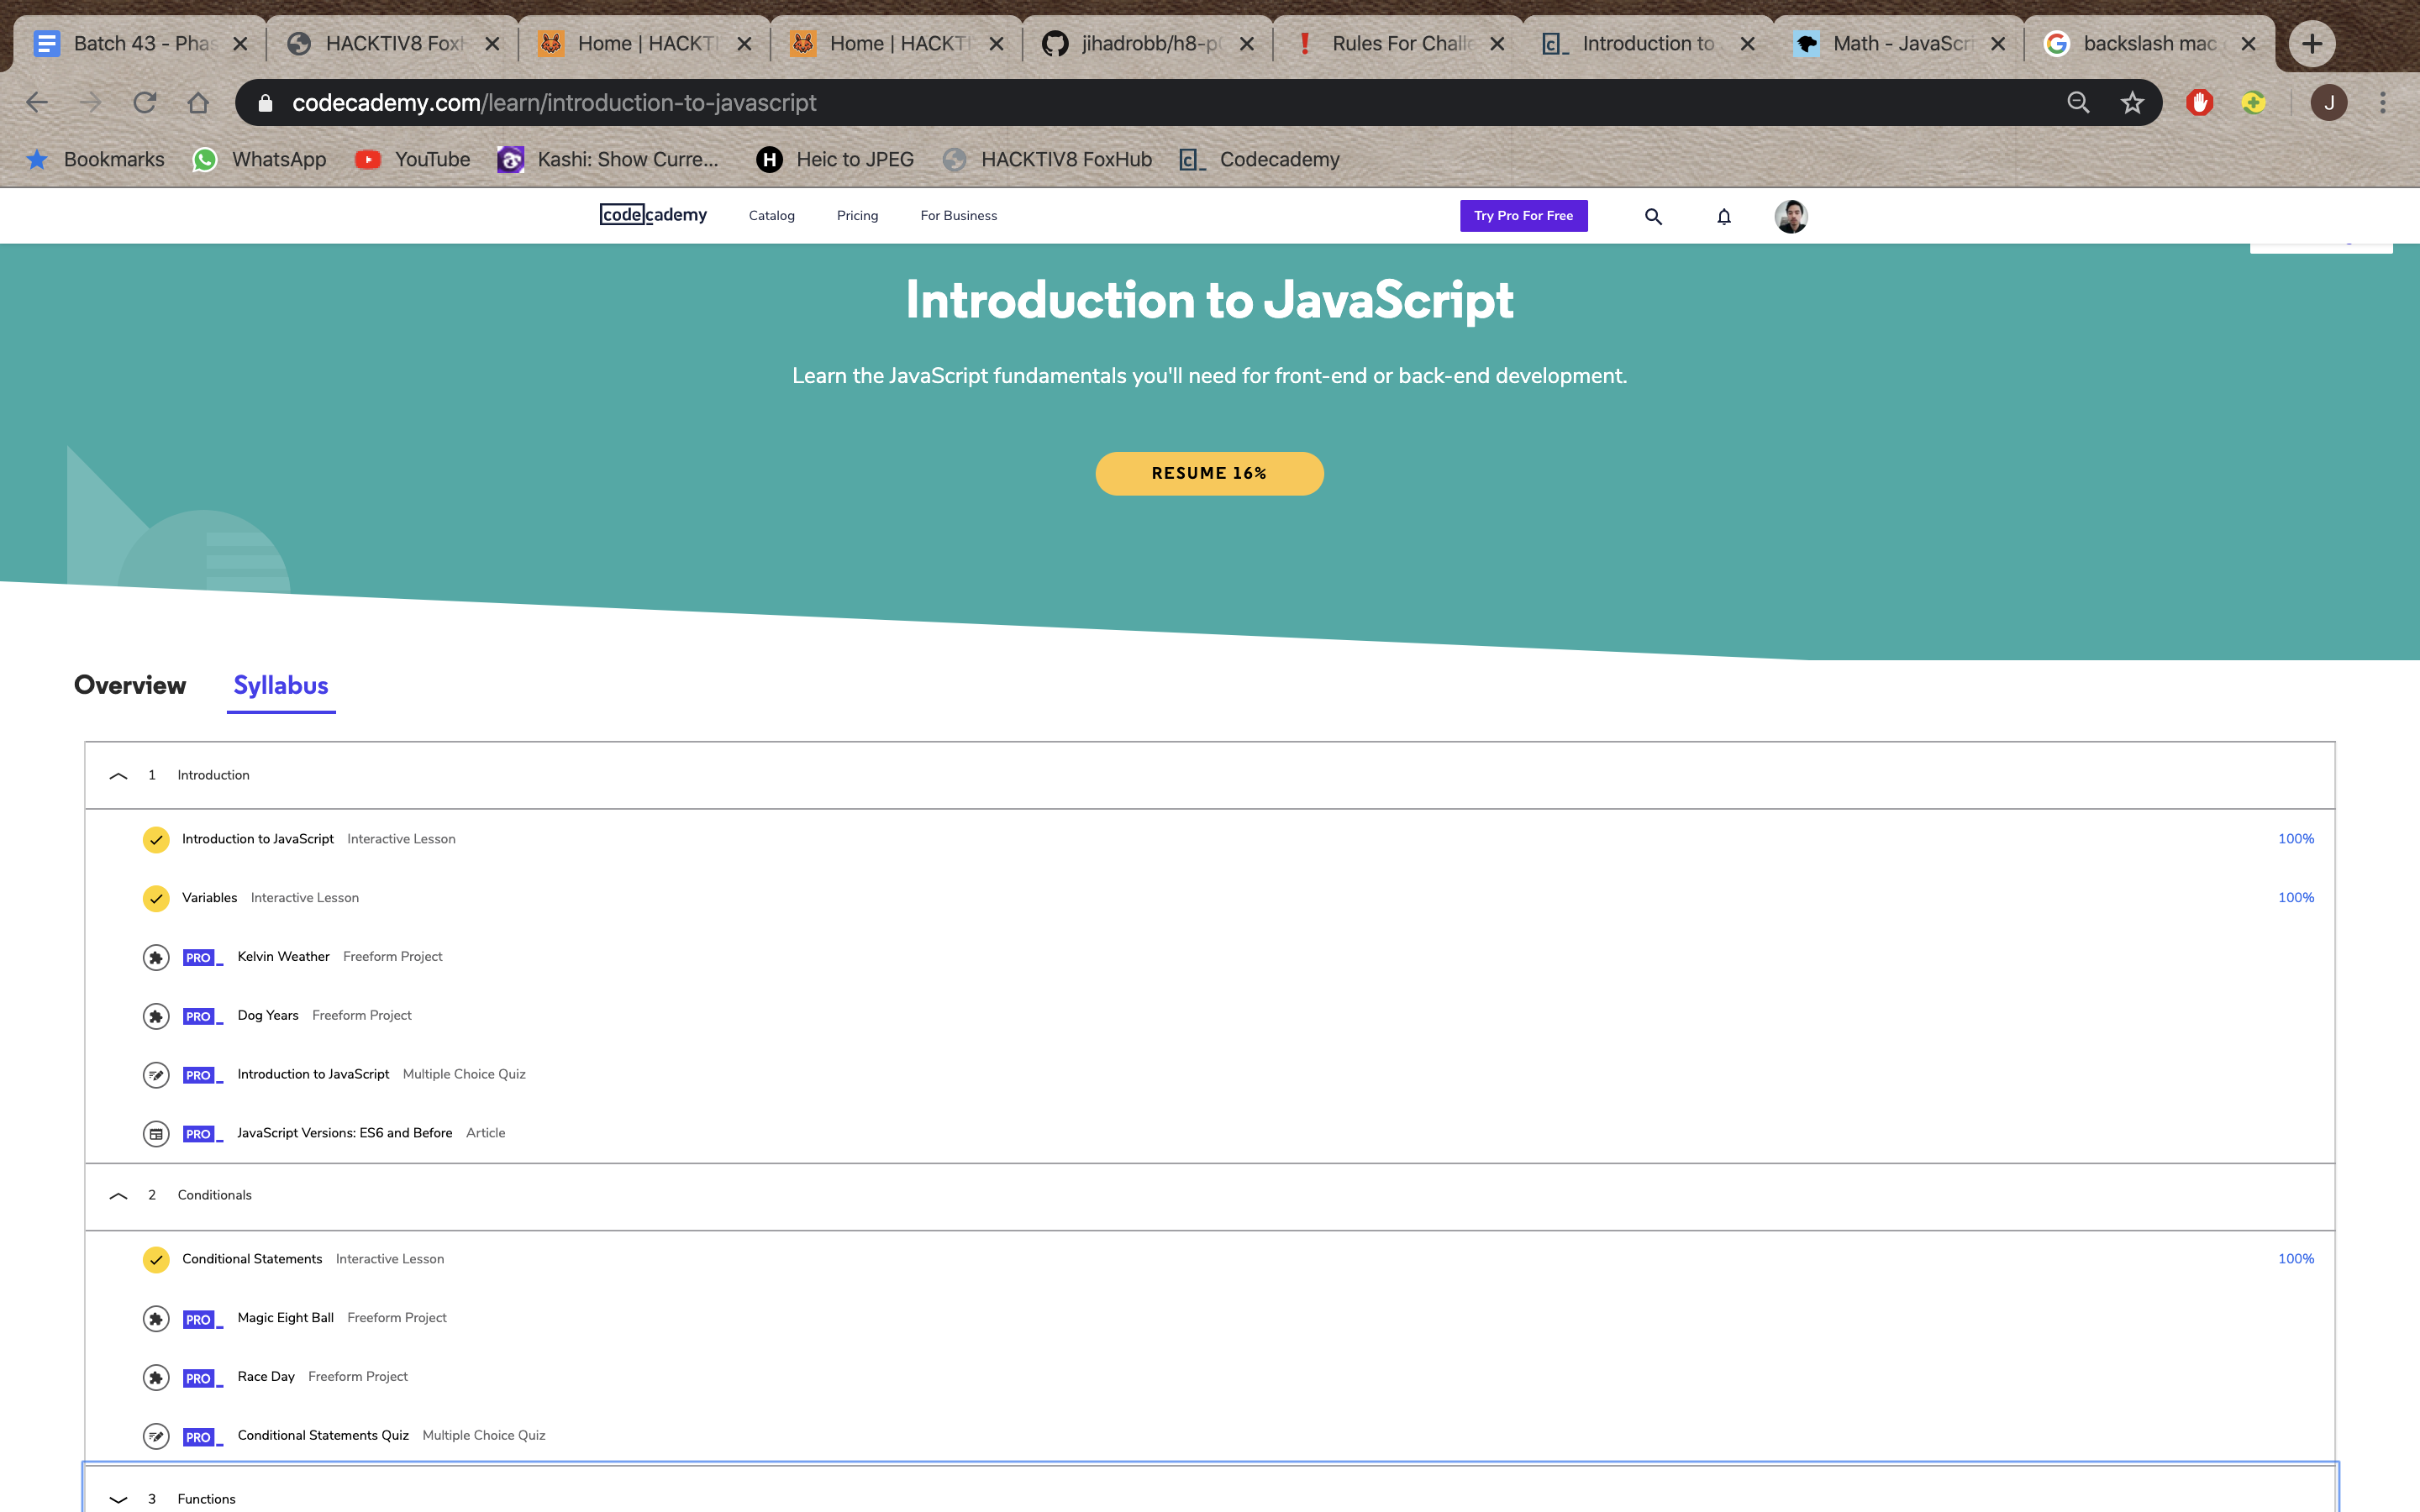 Batch 43 - Phas
HACKTIV8 Fox
Home | HACKT
Home | HACKT
jihadrobb/h8-p
Rules For Challe
Introduction to
Math - JavaScri
backslash mac
codecademy.com/learn/introduction-to-javascript
J
Bookmarks
WhatsApp
YouTube
Kashi: Show Curre...
H
Heic to JPEG
HACKTIV8 FoxHub
Codecademy
codecademy
Catalog
Pricing
For Business
Try Pro For Free
Introduction to JavaScript
Learn the JavaScript fundamentals you'll need for front-end or back-end development.
RESUME 16%
Overview
Syllabus
1 Introduction
Introduction to JavaScript Interactive Lesson 100%
Variables Interactive Lesson 100%
PRO Kelvin Weather Freeform Project
PRO Dog Years Freeform Project
PRO Introduction to JavaScript Multiple Choice Quiz
PRO JavaScript Versions: ES6 and Before Article
2 Conditionals
Conditional Statements Interactive Lesson 100%
PRO Magic Eight Ball Freeform Project
PRO Race Day Freeform Project
PRO Conditional Statements Quiz Multiple Choice Quiz
3 Functions